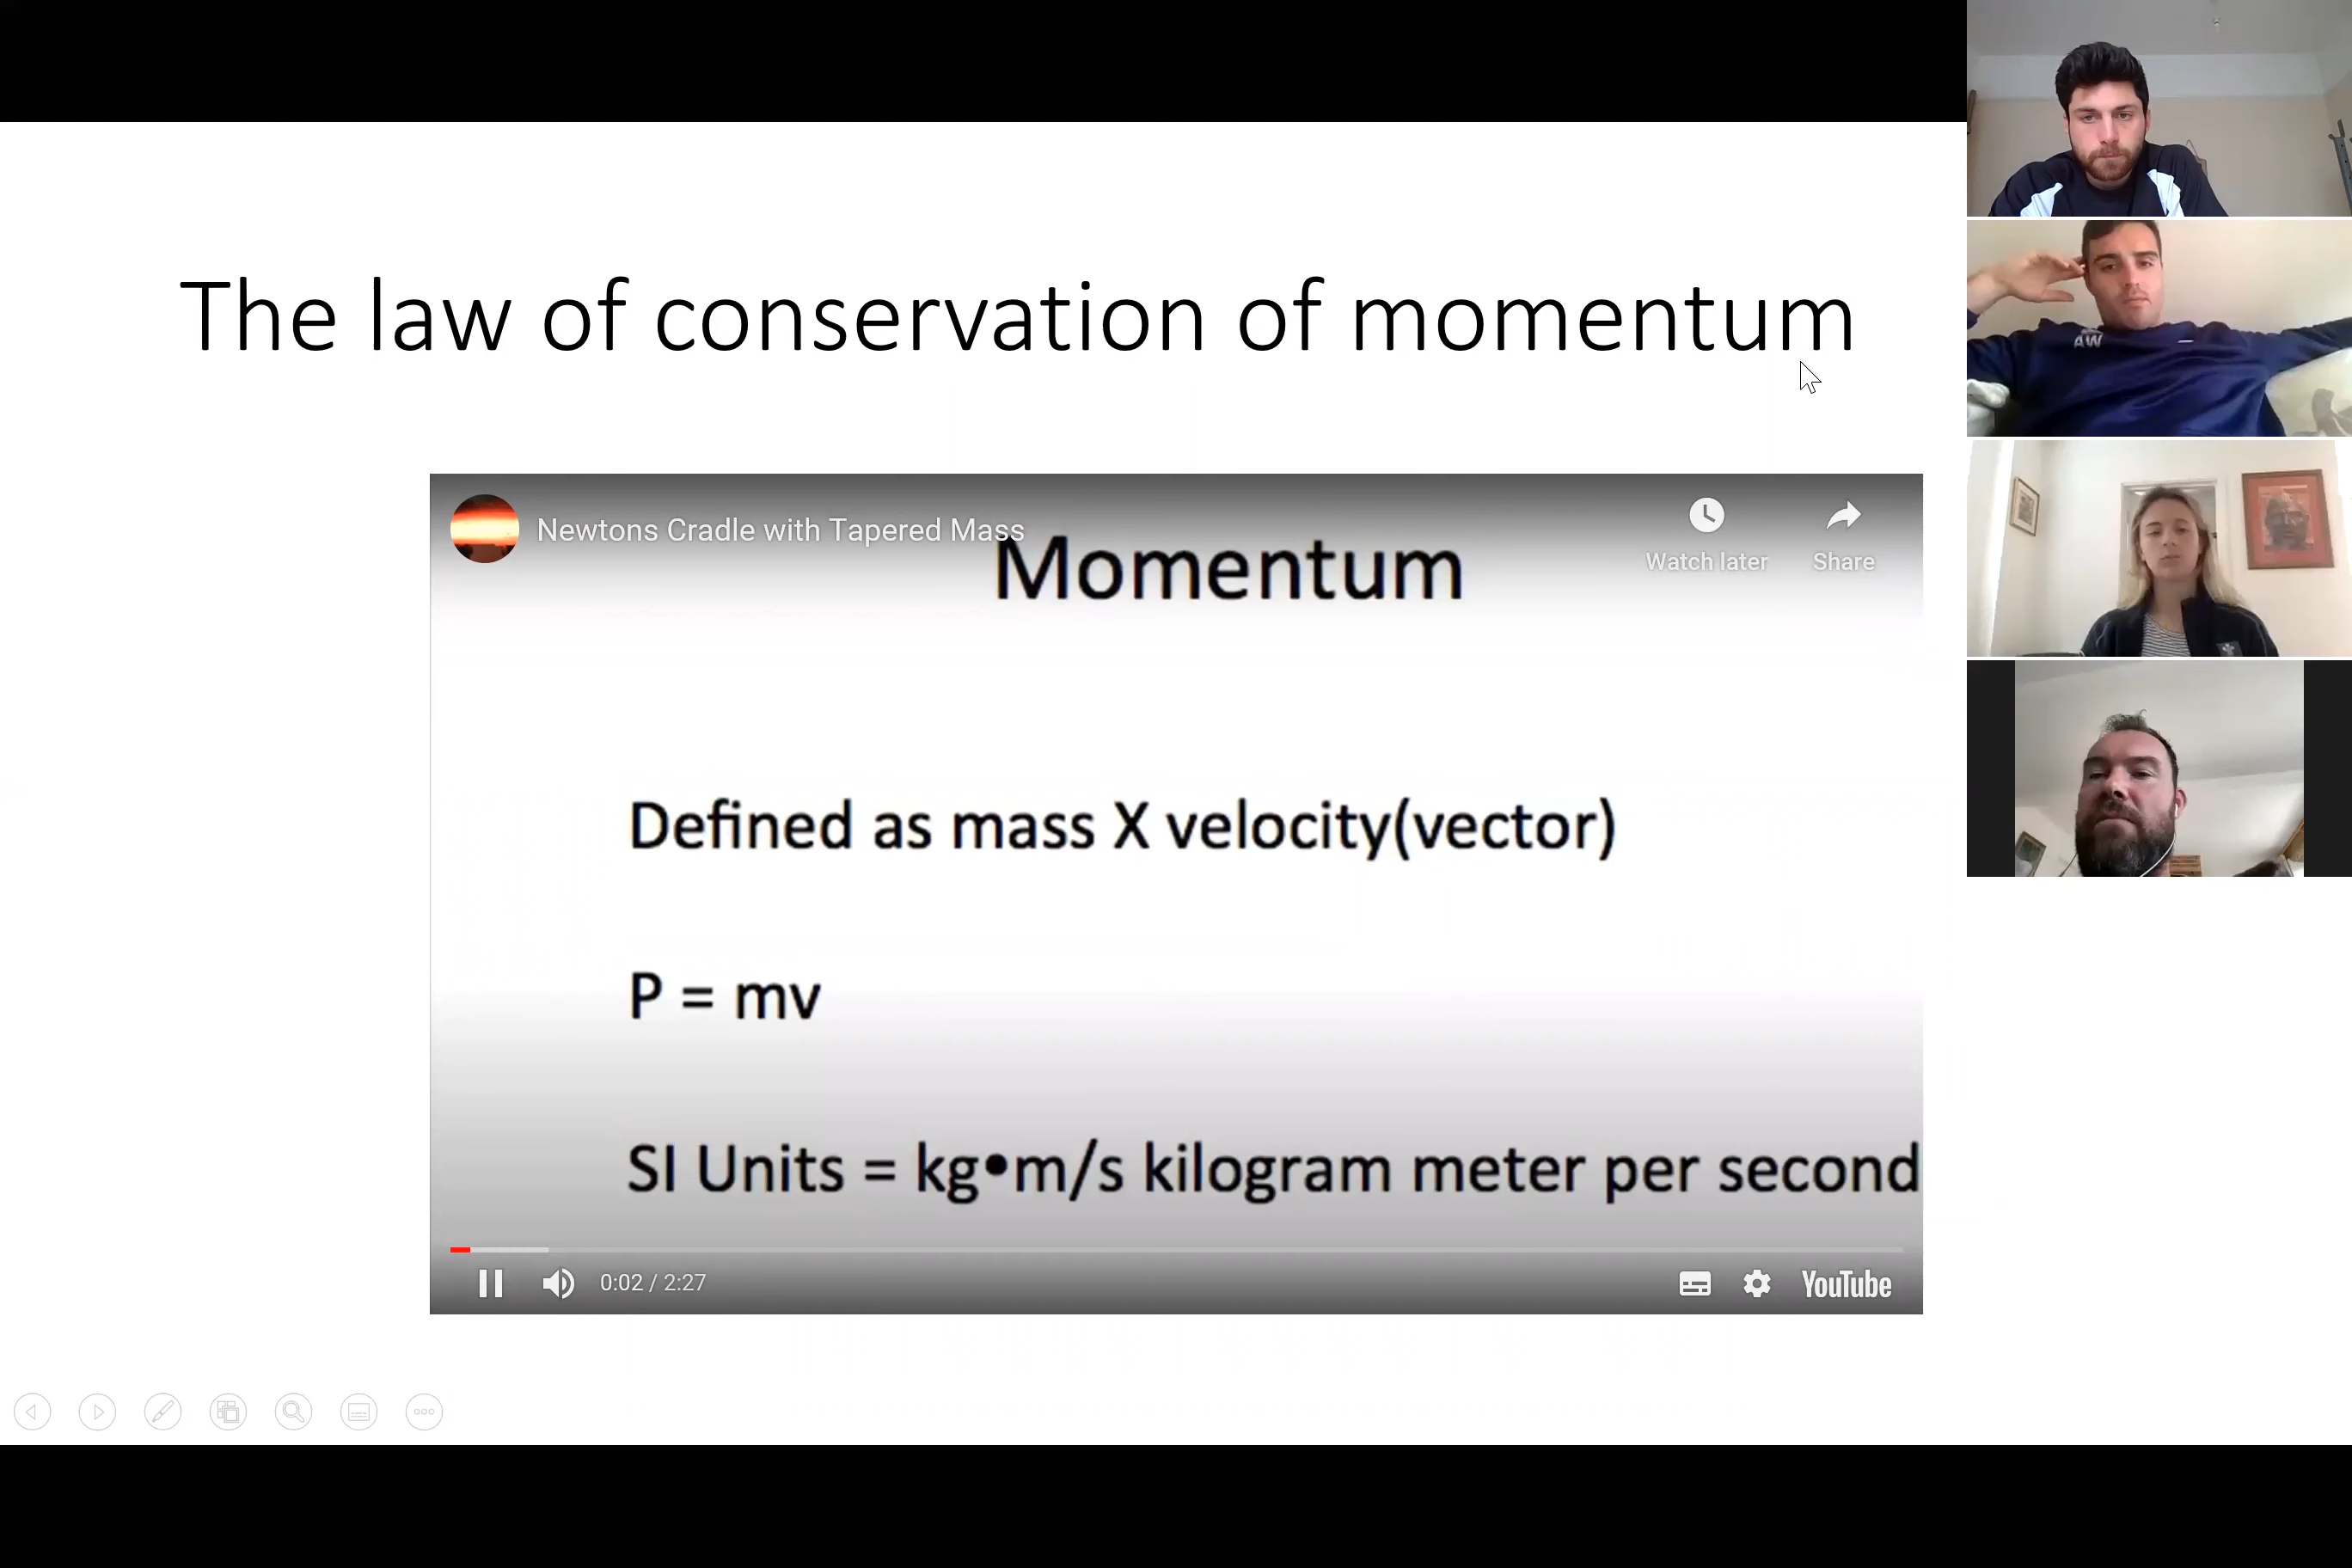 The law of conservation of momentum
Newtons Cradle with Tapered Mass
Watch later
Share
Momentum
Defined as mass X velocity(vector)
P = mv
SI Units = kg•m/s kilogram meter per second
0:02 / 2:27
YouTube
AW